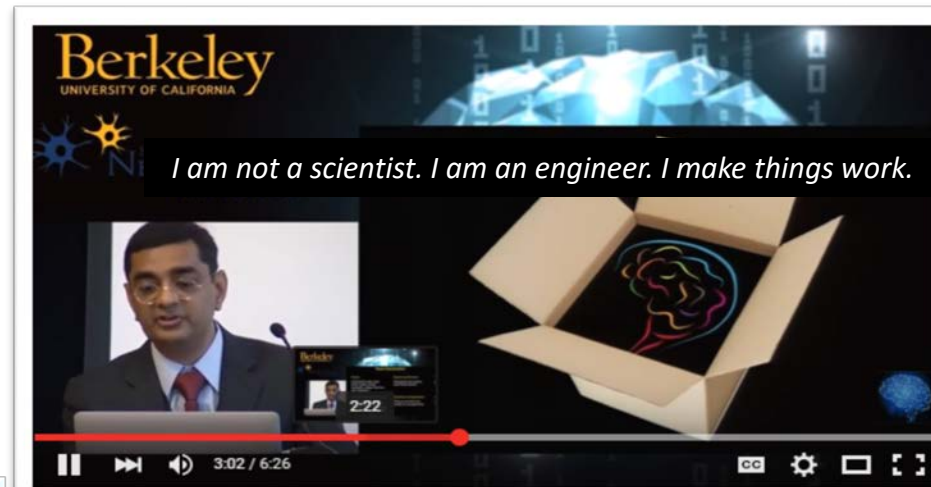 Berkeley
UNIVERSITY OF CALIFORNIA
I am not a scientist. I am an engineer. I make things work.
Berkeley
2:22
3:02 / 6:26
CC